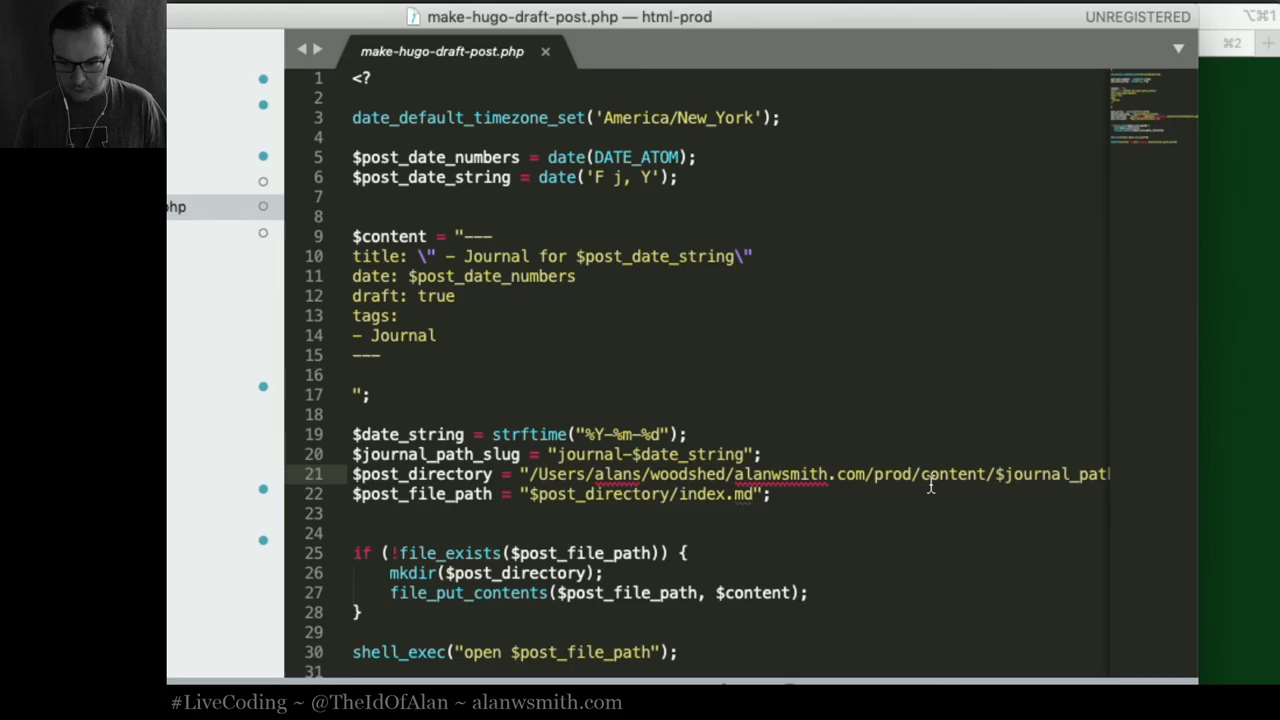 make-hugo-draft-post.php — html-prod
UNREGISTERED
⌥⌘1
make-hugo-draft-post.php ×
⌘2 +
1 <?
2
3 date_default_timezone_set('America/New_York');
4
5 $post_date_numbers = date(DATE_ATOM);
6 $post_date_string = date('F j, Y');
7
8
9 $content = "---
10 title: \" - Journal for $post_date_string\"
11 date: $post_date_numbers
12 draft: true
13 tags:
14 - Journal
15 ---
16
17 ";
18
19 $date_string = strftime("%Y-%m-%d");
20 $journal_path_slug = "journal-$date_string";
21 $post_directory = "/Users/alans/woodshed/alanwsmith.com/prod/content/$journal_path
22 $post_file_path = "$post_directory/index.md";
23
24
25 if (!file_exists($post_file_path)) {
26 mkdir($post_directory);
27 file_put_contents($post_file_path, $content);
28 }
29
30 shell_exec("open $post_file_path");
31
php
#LiveCoding ~ @TheIdOfAlan ~ alanwsmith.com